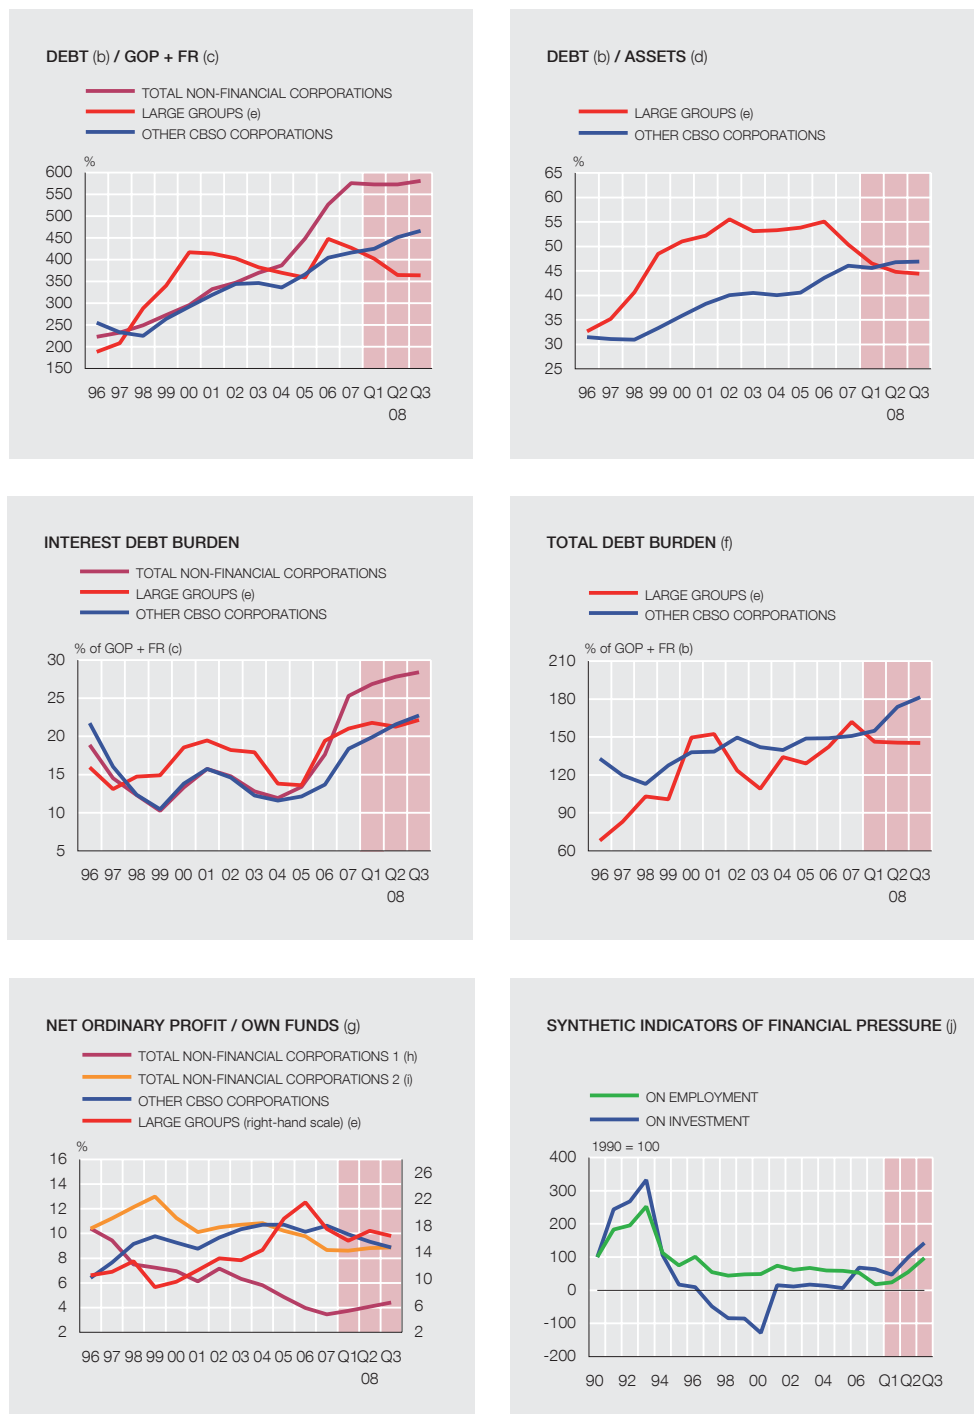 DEBT (b) / GOP + FR (c)
TOTAL NON-FINANCIAL CORPORATIONS
LARGE GROUPS (e)
OTHER CBSO CORPORATIONS
%
600
550
500
450
400
350
300
250
200
150
96 97 98 99 00 01 02 03 04 05 06 07 Q1 Q2 Q3
08
DEBT (b) / ASSETS (d)
LARGE GROUPS (e)
OTHER CBSO CORPORATIONS
%
65
60
55
50
45
40
35
30
25
96 97 98 99 00 01 02 03 04 05 06 07 Q1 Q2 Q3
08
INTEREST DEBT BURDEN
TOTAL NON-FINANCIAL CORPORATIONS
LARGE GROUPS (e)
OTHER CBSO CORPORATIONS
% of GOP + FR (c)
30
25
20
15
10
5
96 97 98 99 00 01 02 03 04 05 06 07 Q1 Q2 Q3
08
TOTAL DEBT BURDEN (f)
LARGE GROUPS (e)
OTHER CBSO CORPORATIONS
% of GOP + FR (b)
210
180
150
120
90
60
96 97 98 99 00 01 02 03 04 05 06 07 Q1 Q2 Q3
08
NET ORDINARY PROFIT / OWN FUNDS (g)
TOTAL NON-FINANCIAL CORPORATIONS 1 (h)
TOTAL NON-FINANCIAL CORPORATIONS 2 (i)
OTHER CBSO CORPORATIONS
LARGE GROUPS (right-hand scale) (e)
%
16
14
12
10
8
6
4
2
26
22
18
14
10
6
2
96 97 98 99 00 01 02 03 04 05 06 07 Q1 Q2 Q3
08
SYNTHETIC INDICATORS OF FINANCIAL PRESSURE (j)
ON EMPLOYMENT
ON INVESTMENT
1990 = 100
400
300
200
100
0
-100
-200
90 92 94 96 98 00 02 04 06 Q1 Q2 Q3